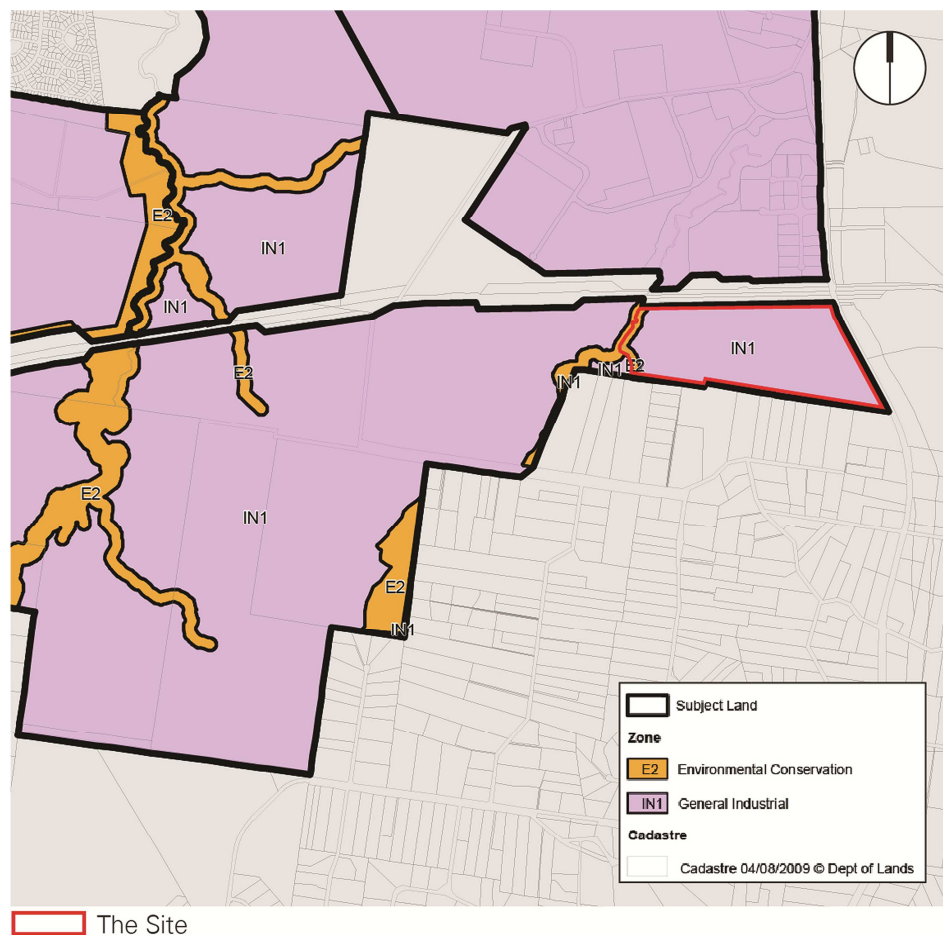 E2
IN1
IN1
IN1
E2
IN1
E2
IN1
E2
IN1
E2
IN1
Subject Land
Zone
E2 Environmental Conservation
IN1 General Industrial
Cadastre
Cadastre 04/08/2009 © Dept of Lands
The Site